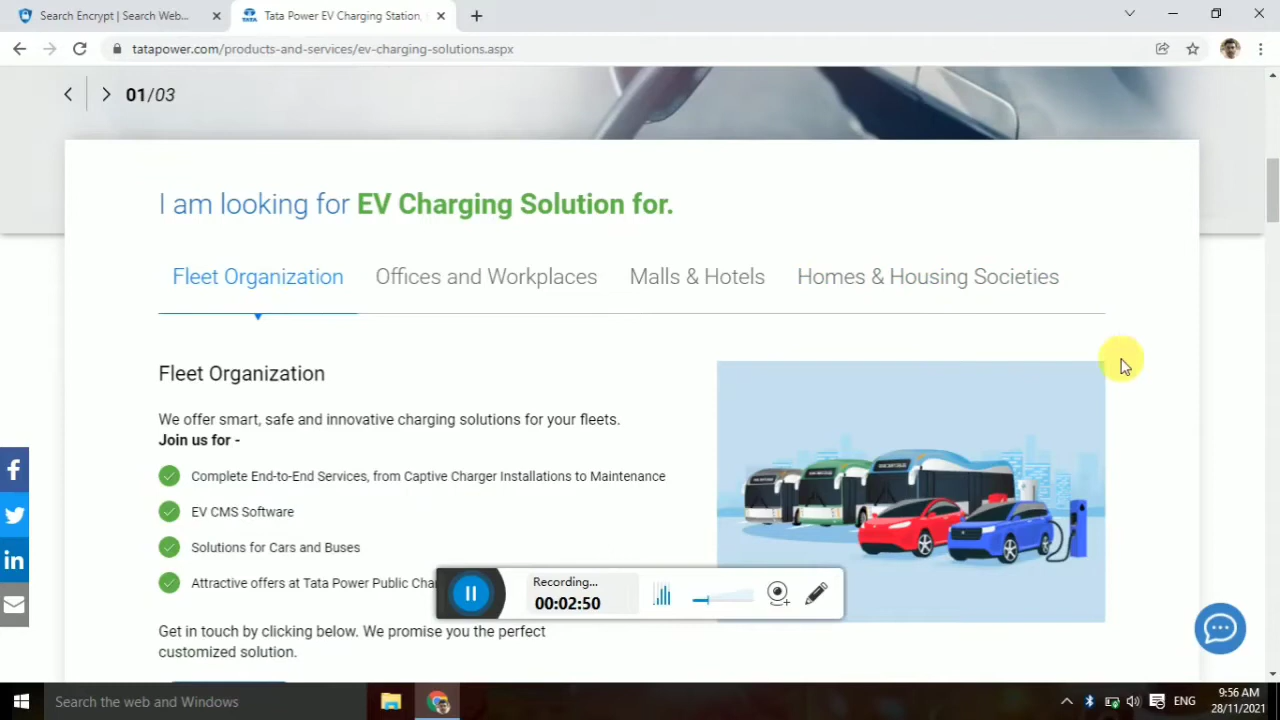 Search Encrypt | Search Web...
Tata Power EV Charging Station,
tatapower.com/products-and-services/ev-charging-solutions.aspx
01/03
I am looking for EV Charging Solution for.
Fleet Organization
Offices and Workplaces
Malls & Hotels
Homes & Housing Societies
Fleet Organization
We offer smart, safe and innovative charging solutions for your fleets.
Join us for -
Complete End-to-End Services, from Captive Charger Installations to Maintenance
EV CMS Software
Solutions for Cars and Buses
Attractive offers at Tata Power Public
Recording...
00:02:50
Get in touch by clicking below. We promise you the perfect
customized solution.
Search the web and Windows
ENG
9:56 AM
28/11/2021